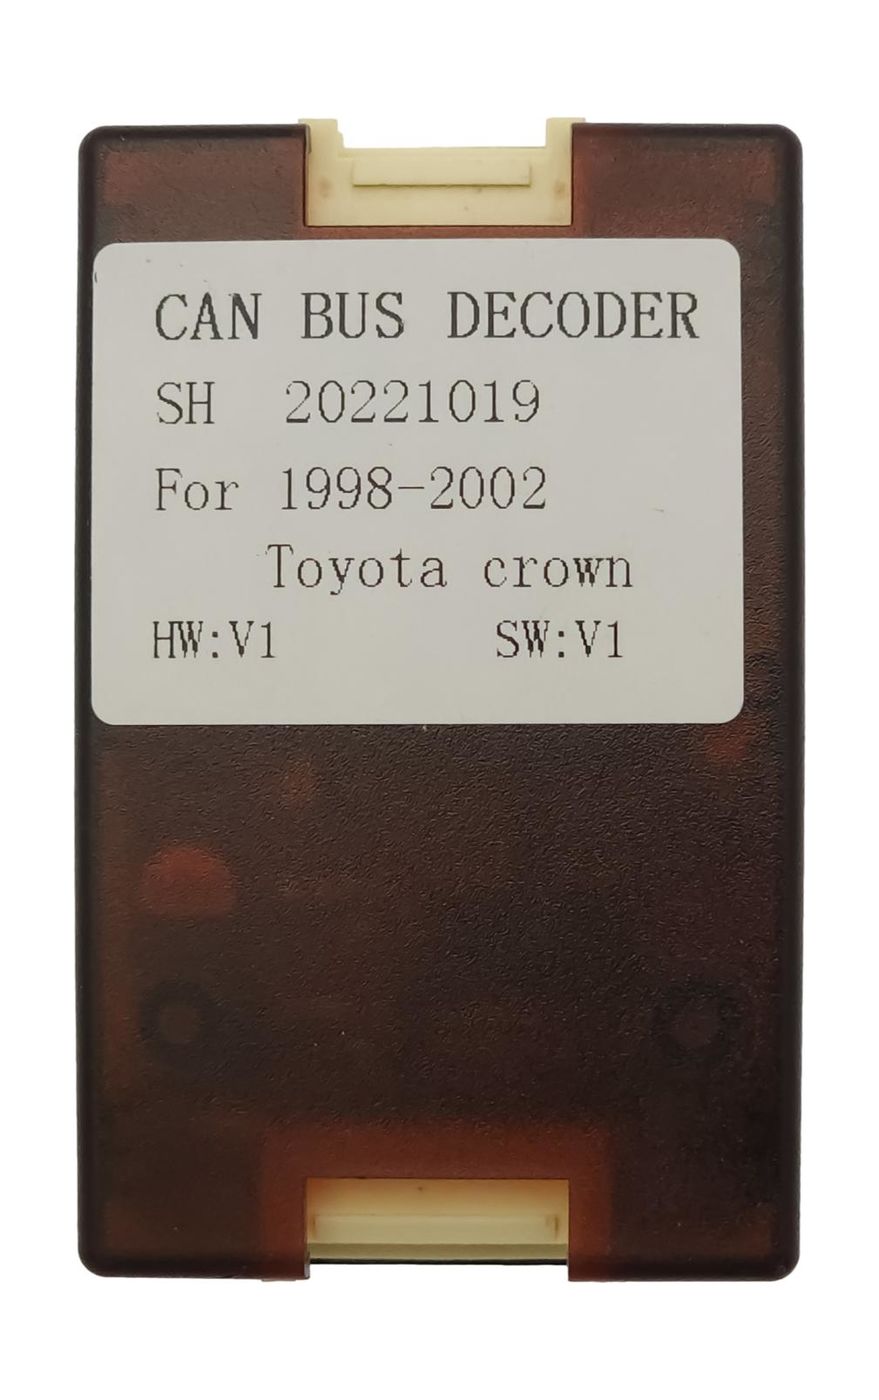 CAN BUS DECODER
SH 20221019
For 1998-2002
Toyota crown
HW:V1 SW:V1